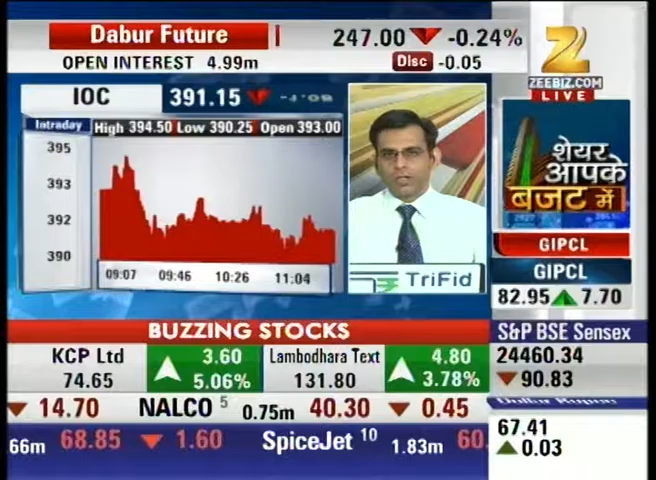 Dabur Future
247.00 -0.24%
OPEN INTEREST 4.99m
Disc -0.05
ZEEBIZ.COM
LIVE
IOC 391.15
Intraday High 394.50 Low 390.25 Open 393.00
395
393
392
390
09:07 09:46 10:26 11:04
TriFid
शेयर
आपके
बजट में
GIPCL
GIPCL
82.95 7.70
BUZZING STOCKS
KCP Ltd 3.60 Lambodhara Text 4.80
74.65 5.06% 131.80 3.78%
S&P BSE Sensex
24460.34
90.83
14.70 NALCO 5 0.75m 40.30 0.45
Dollar Rupee
67.41
0.03
66m 68.85 1.60 SpiceJet 10 1.83m 60.